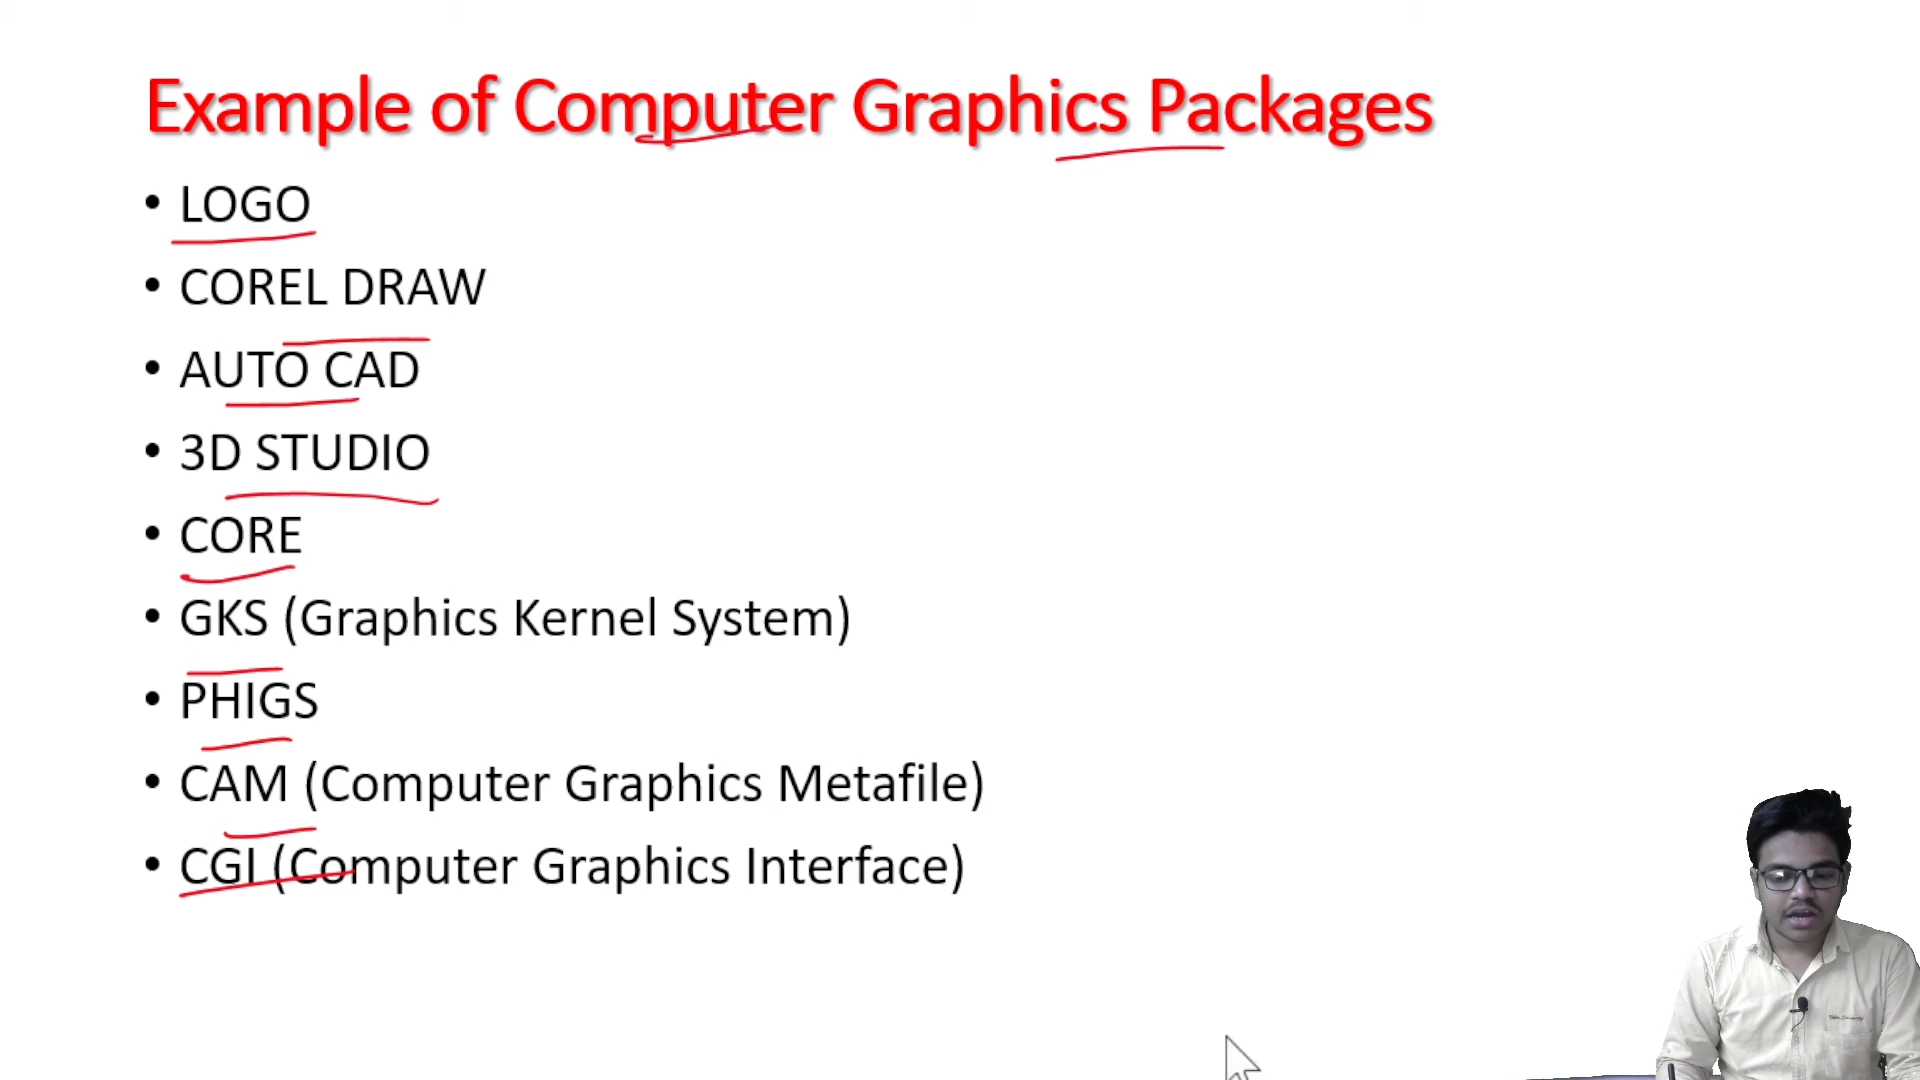 Example of Computer Graphics Packages
• LOGO
• COREL DRAW
• AUTO CAD
• 3D STUDIO
• CORE
• GKS (Graphics Kernel System)
• PHIGS
• CAM (Computer Graphics Metafile)
• CGI (Computer Graphics Interface)